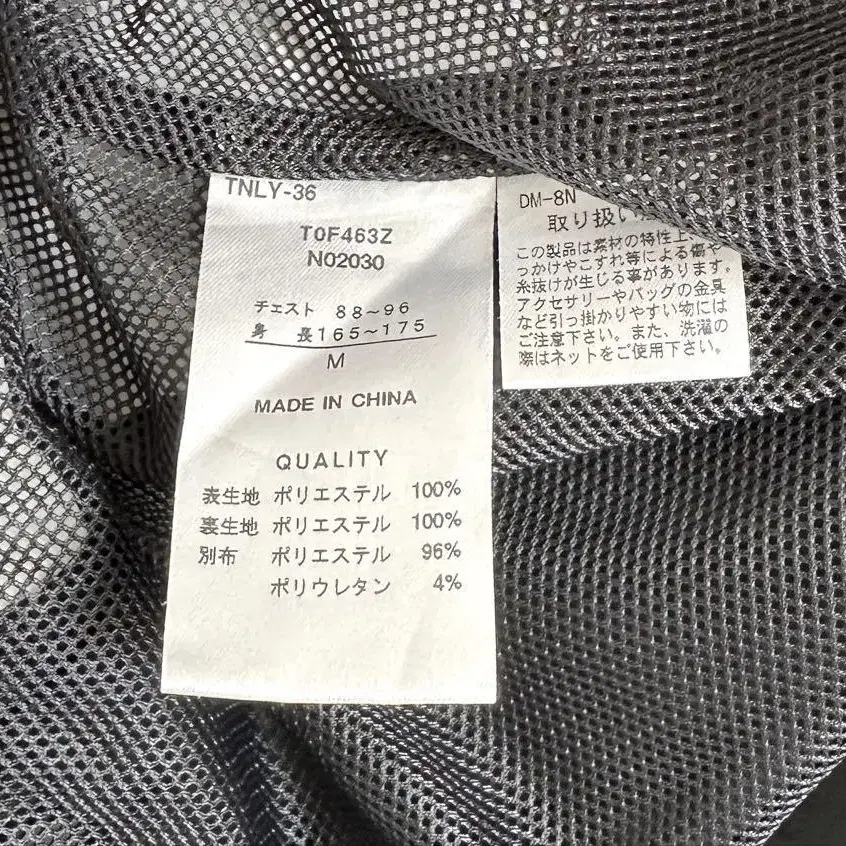 TNLY-36
T0F463Z
N02030
チェスト 88~96
身 長165~175
M
MADE IN CHINA
QUALITY
表生地 ポリエステル 100%
裏生地 ポリエステル 100%
別布 ポリエステル 96%
ポリウレタン 4%
DM-8N
取り扱い
この製品は素材の特性上
っかけやこすれ等による傷や
糸抜けが生じる事があります。
アクセサリーやバッグの金具
など引っ掛かりやすい物には
ご注意下さい。また、洗濯の
際はネットをご使用下さい。